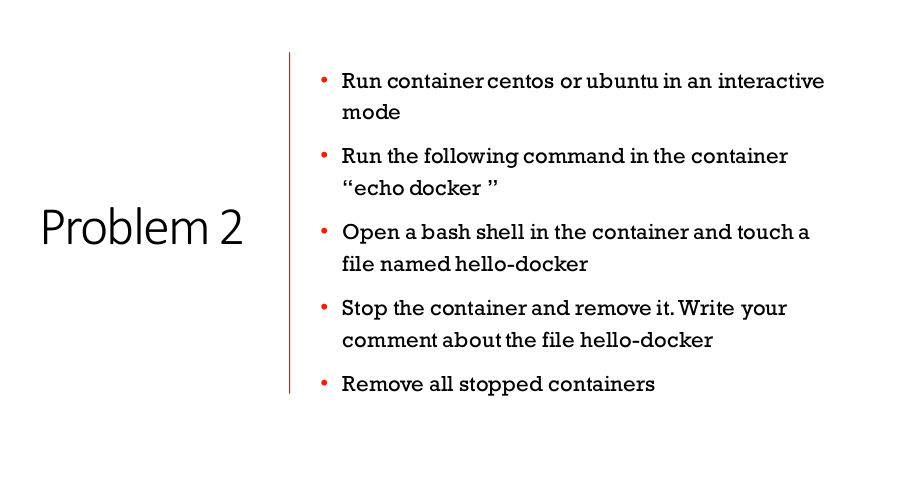 Problem 2
• Run container centos or ubuntu in an interactive
mode
• Run the following command in the container
“echo docker ”
• Open a bash shell in the container and touch a
file named hello-docker
• Stop the container and remove it. Write your
comment about the file hello-docker
• Remove all stopped containers